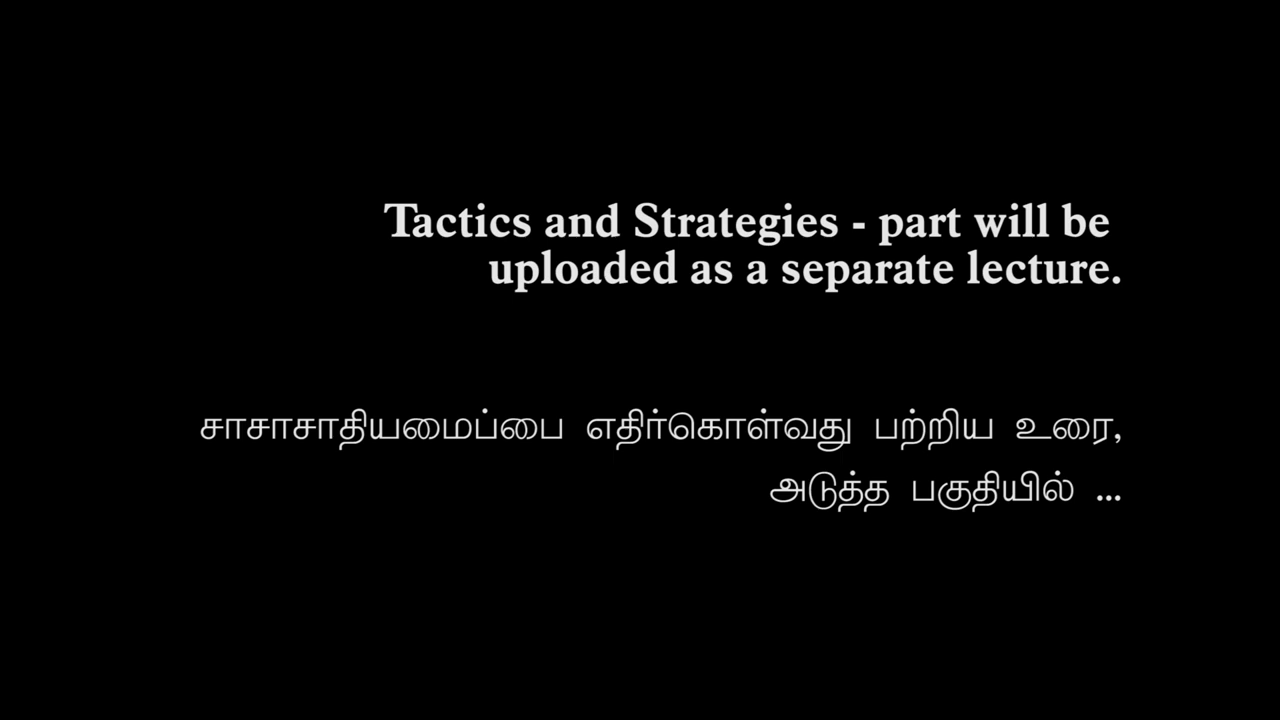 Tactics and Strategies - part will be
uploaded as a separate lecture.
சாசாசாதியமைப்பை எதிர்கொள்வது பற்றிய உரை,
அடுத்த பகுதியில் ...